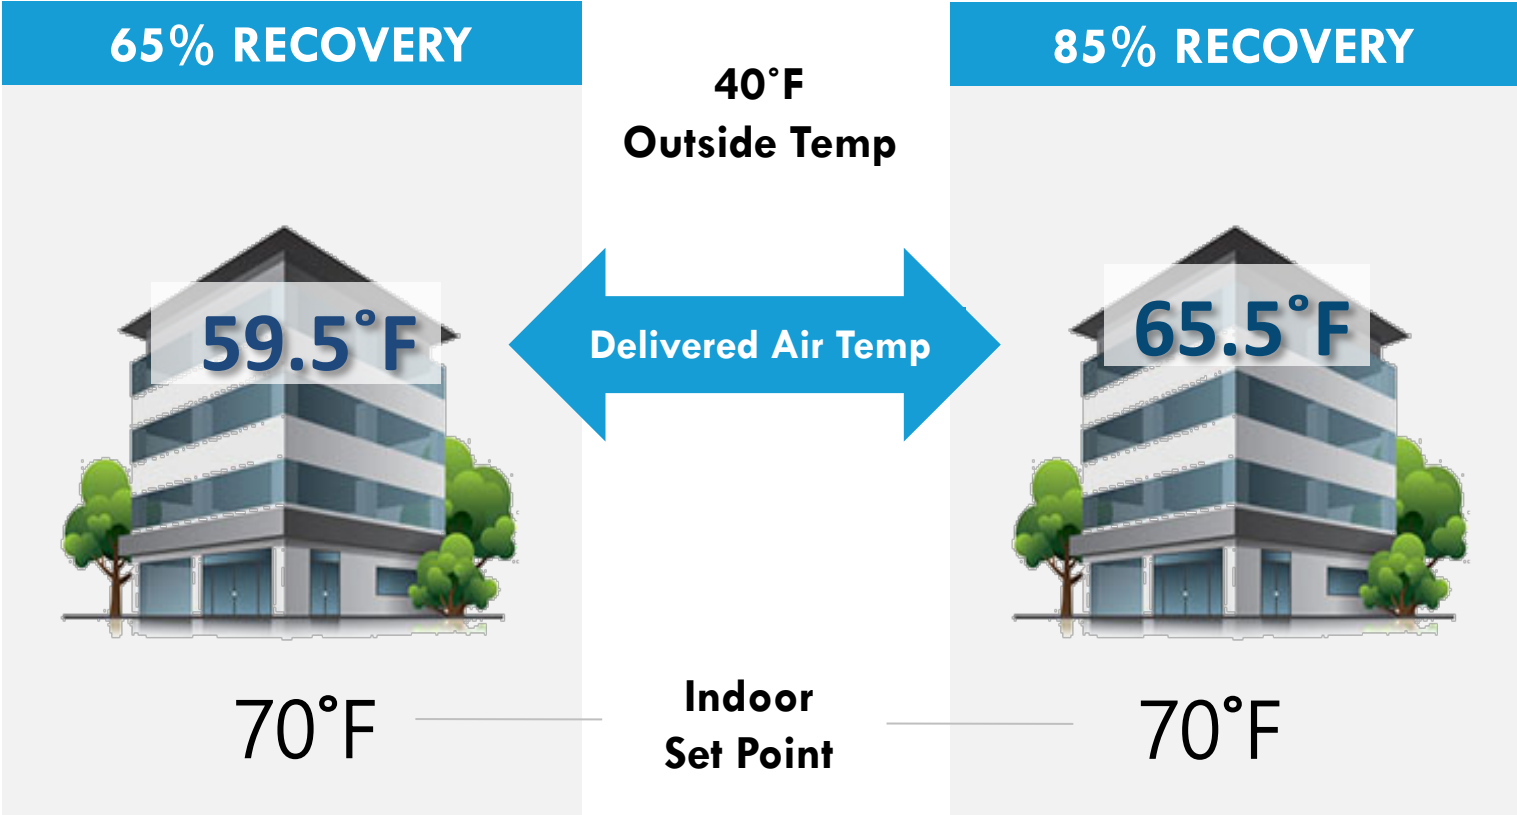 65% RECOVERY
40°F
Outside Temp
85% RECOVERY
59.5°F
Delivered Air Temp
65.5°F
70°F
Indoor
Set Point
70°F